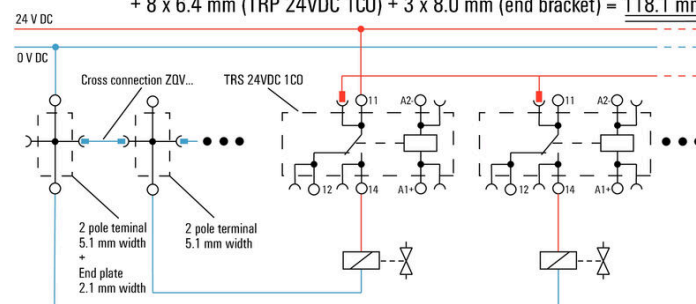 + 8 x 6.4 mm (TRP 24VDC 1CO) + 3 x 8.0 mm (end bracket) = 118.1 mm
24 V DC
0 V DC
Cross connection ZQV...
TRS 24VDC 1CO
11
A2-
11
A2-
12
14
A1+
12
14
A1+
2 pole teminal
5.1 mm width
+
End plate
2.1 mm width
2 pole terminal
5.1 mm width